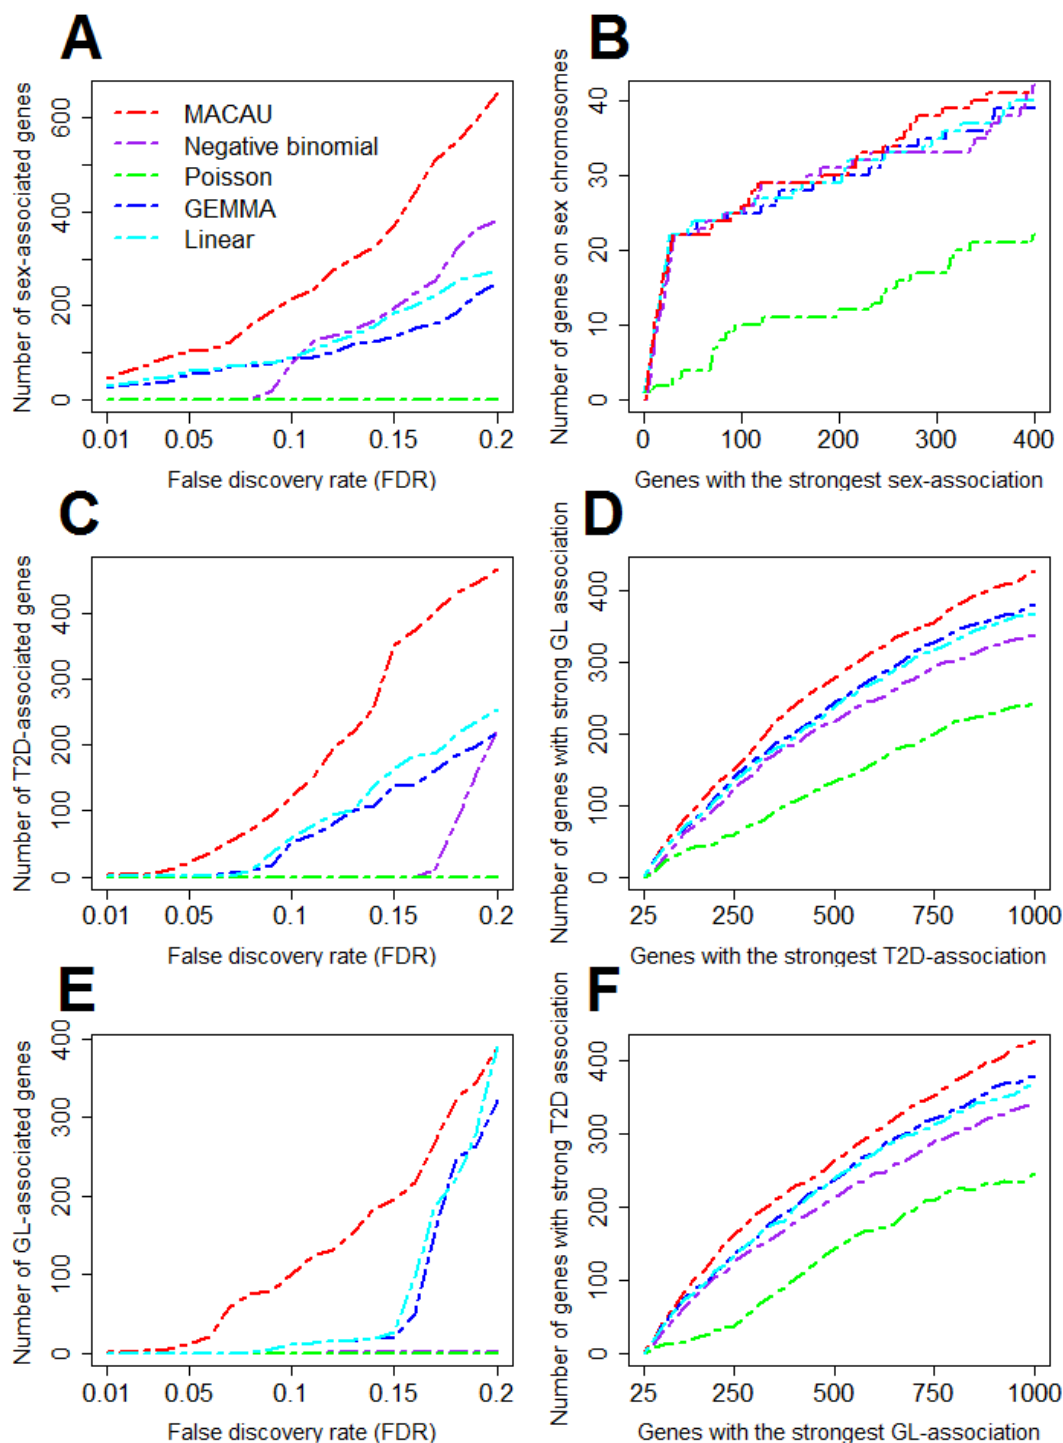 A
Number of sex-associated genes
600
400
200
0
MACAU
Negative binomial
Poisson
GEMMA
Linear
0.01 0.05 0.1 0.15 0.2
False discovery rate (FDR)
B
Number of genes on sex chromosomes
40
30
20
10
0
0 100 200 300 400
Genes with the strongest sex-association
C
Number of T2D-associated genes
400
300
200
100
0
0.01 0.05 0.1 0.15 0.2
False discovery rate (FDR)
D
Number of genes with strong GL association
400
300
200
100
0
25 250 500 750 1000
Genes with the strongest T2D-association
E
Number of GL-associated genes
400
300
200
100
0
0.01 0.05 0.1 0.15 0.2
False discovery rate (FDR)
F
Number of genes with strong T2D association
400
300
200
100
0
25 250 500 750 1000
Genes with the strongest GL-association